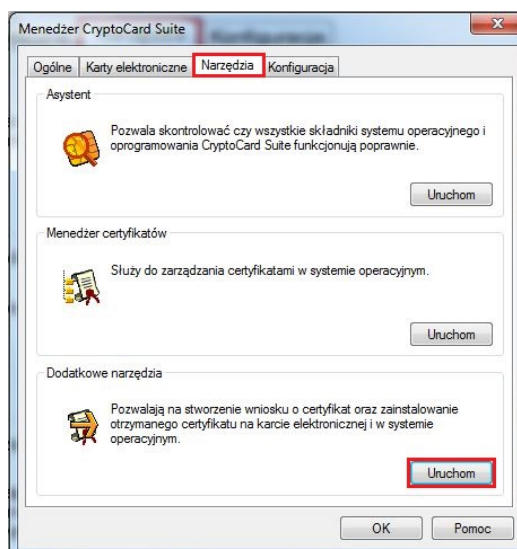 Menedżer CryptoCard Suite
Ogólne Karty elektroniczne Narzędzia Konfiguracja
Asystent
Pozwala skontrolować czy wszystkie składniki systemu operacyjnego i
oprogramowania CryptoCard Suite funkcjonują poprawnie.
Uruchom
Menedżer certyfikatów
Służy do zarządzania certyfikatami w systemie operacyjnym.
Uruchom
Dodatkowe narzędzia
Pozwalają na stworzenie wniosku o certyfikat oraz zainstalowanie
otrzymanego certyfikatu na karcie elektronicznej i w systemie
operacyjnym.
Uruchom
OK Pomoc